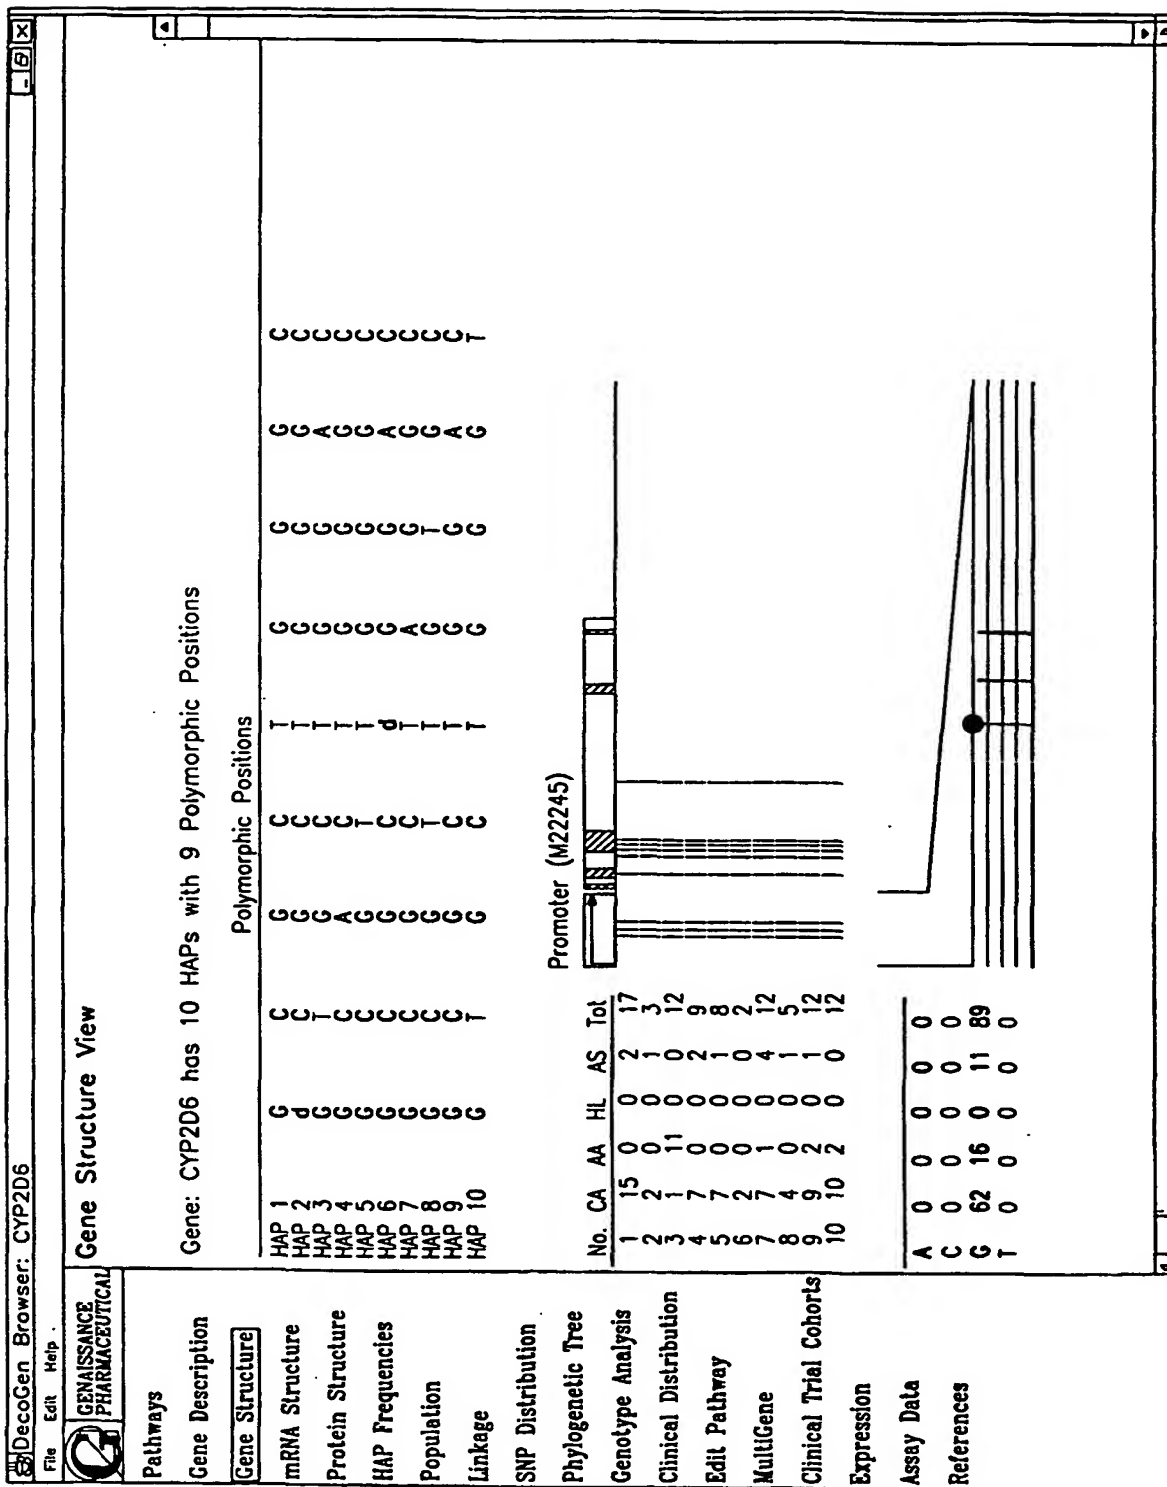 DecoGen Browser: CYP2D6
File Edit Help
GENAISSANCE
PHARMACEUTICAL
Pathways
Gene Description
Gene Structure
mRNA Structure
Protein Structure
HAP Frequencies
Population
Linkage
SNP Distribution
Phylogenetic Tree
Genotype Analysis
Clinical Distribution
Edit Pathway
MultiGene
Clinical Trial Cohorts
Expression
Assay Data
References
Gene Structure View
Gene: CYP2D6 has 10 HAPs with 9 Polymorphic Positions
Polymorphic Positions
HAP 1 G C G C T G G G C
HAP 2 d C G C T G G G C
HAP 3 G T G C T G G A C
HAP 4 G C A C T G G G C
HAP 5 G C G T T G G G C
HAP 6 G C G C d G G A C
HAP 7 G C G C T A G G C
HAP 8 G C G T T G T G C
HAP 9 G C G C T G G A C
HAP 10 G T G C T G G G T
Promoter (M22245)
No. CA AA HL AS Tot
1 15 0 0 2 17
2 2 0 0 1 3
3 1 11 0 0 12
4 7 0 0 2 9
5 7 0 0 1 8
6 2 0 0 0 2
7 7 1 0 4 12
8 4 0 0 1 5
9 9 2 0 1 12
10 10 2 0 0 12
A 0 0 0 0 0
C 0 0 0 0 0
G 62 16 0 11 89
T 0 0 0 0 0